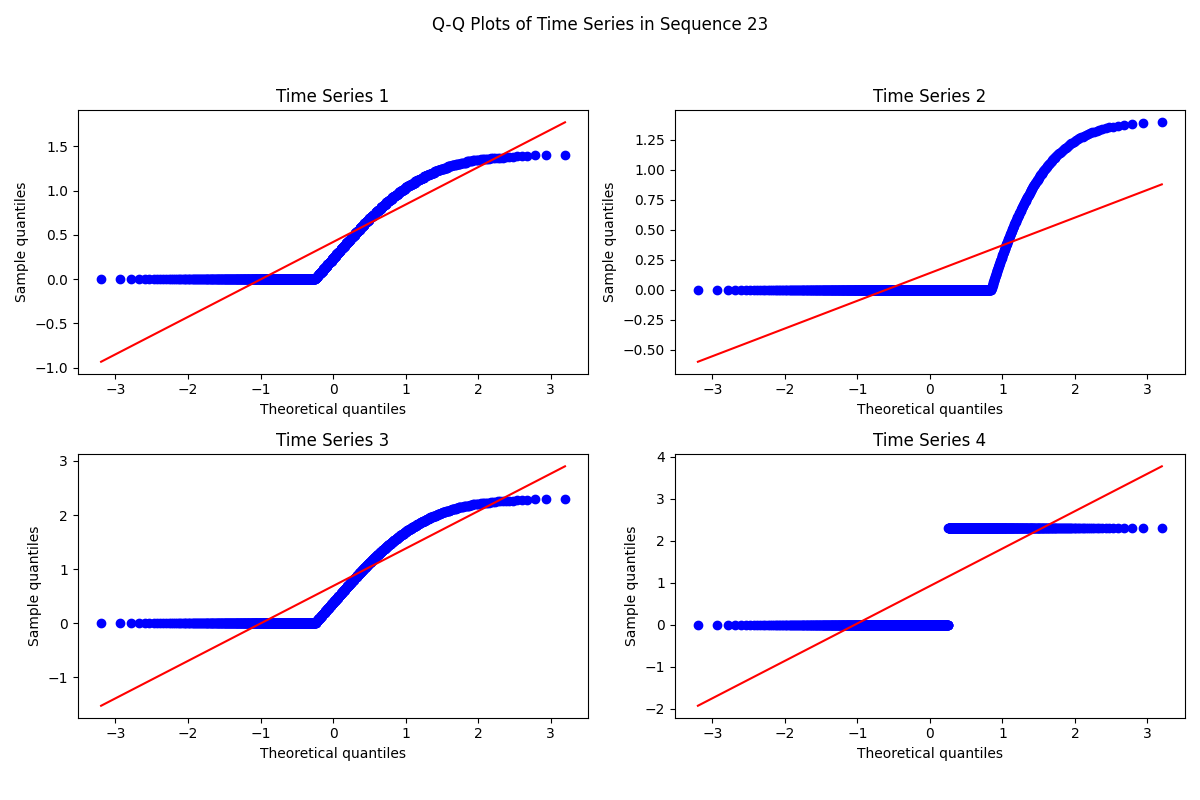 Q-Q Plots of Time Series in Sequence 23
Time Series 1
Sample quantiles
1.5
1.0
0.5
0.0
−0.5
−1.0
−3 −2 −1 0 1 2 3
Theoretical quantiles
Time Series 2
Sample quantiles
1.25
1.00
0.75
0.50
0.25
0.00
−0.25
−0.50
−3 −2 −1 0 1 2 3
Theoretical quantiles
Time Series 3
Sample quantiles
3
2
1
0
−1
−3 −2 −1 0 1 2 3
Theoretical quantiles
Time Series 4
Sample quantiles
4
3
2
1
0
−1
−2
−3 −2 −1 0 1 2 3
Theoretical quantiles